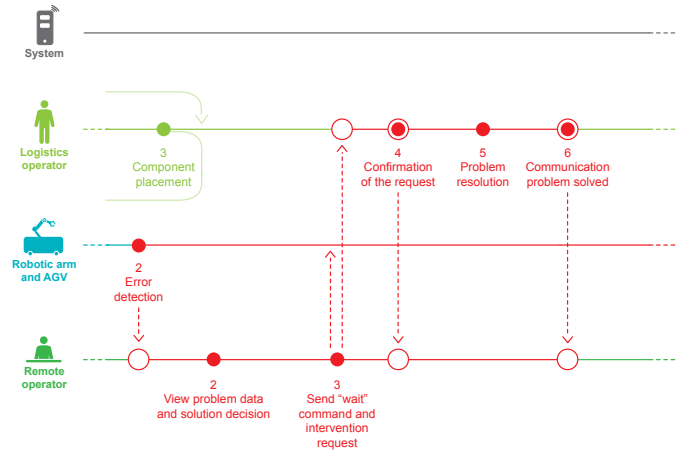 System
Logistics
operator
3
Component
placement
4
Confirmation
of the request
5
Problem
resolution
6
Communication
problem solved
Robotic arm
and AGV
2
Error
detection
Remote
operator
2
View problem data
and solution decision
3
Send “wait”
command and
intervention
request